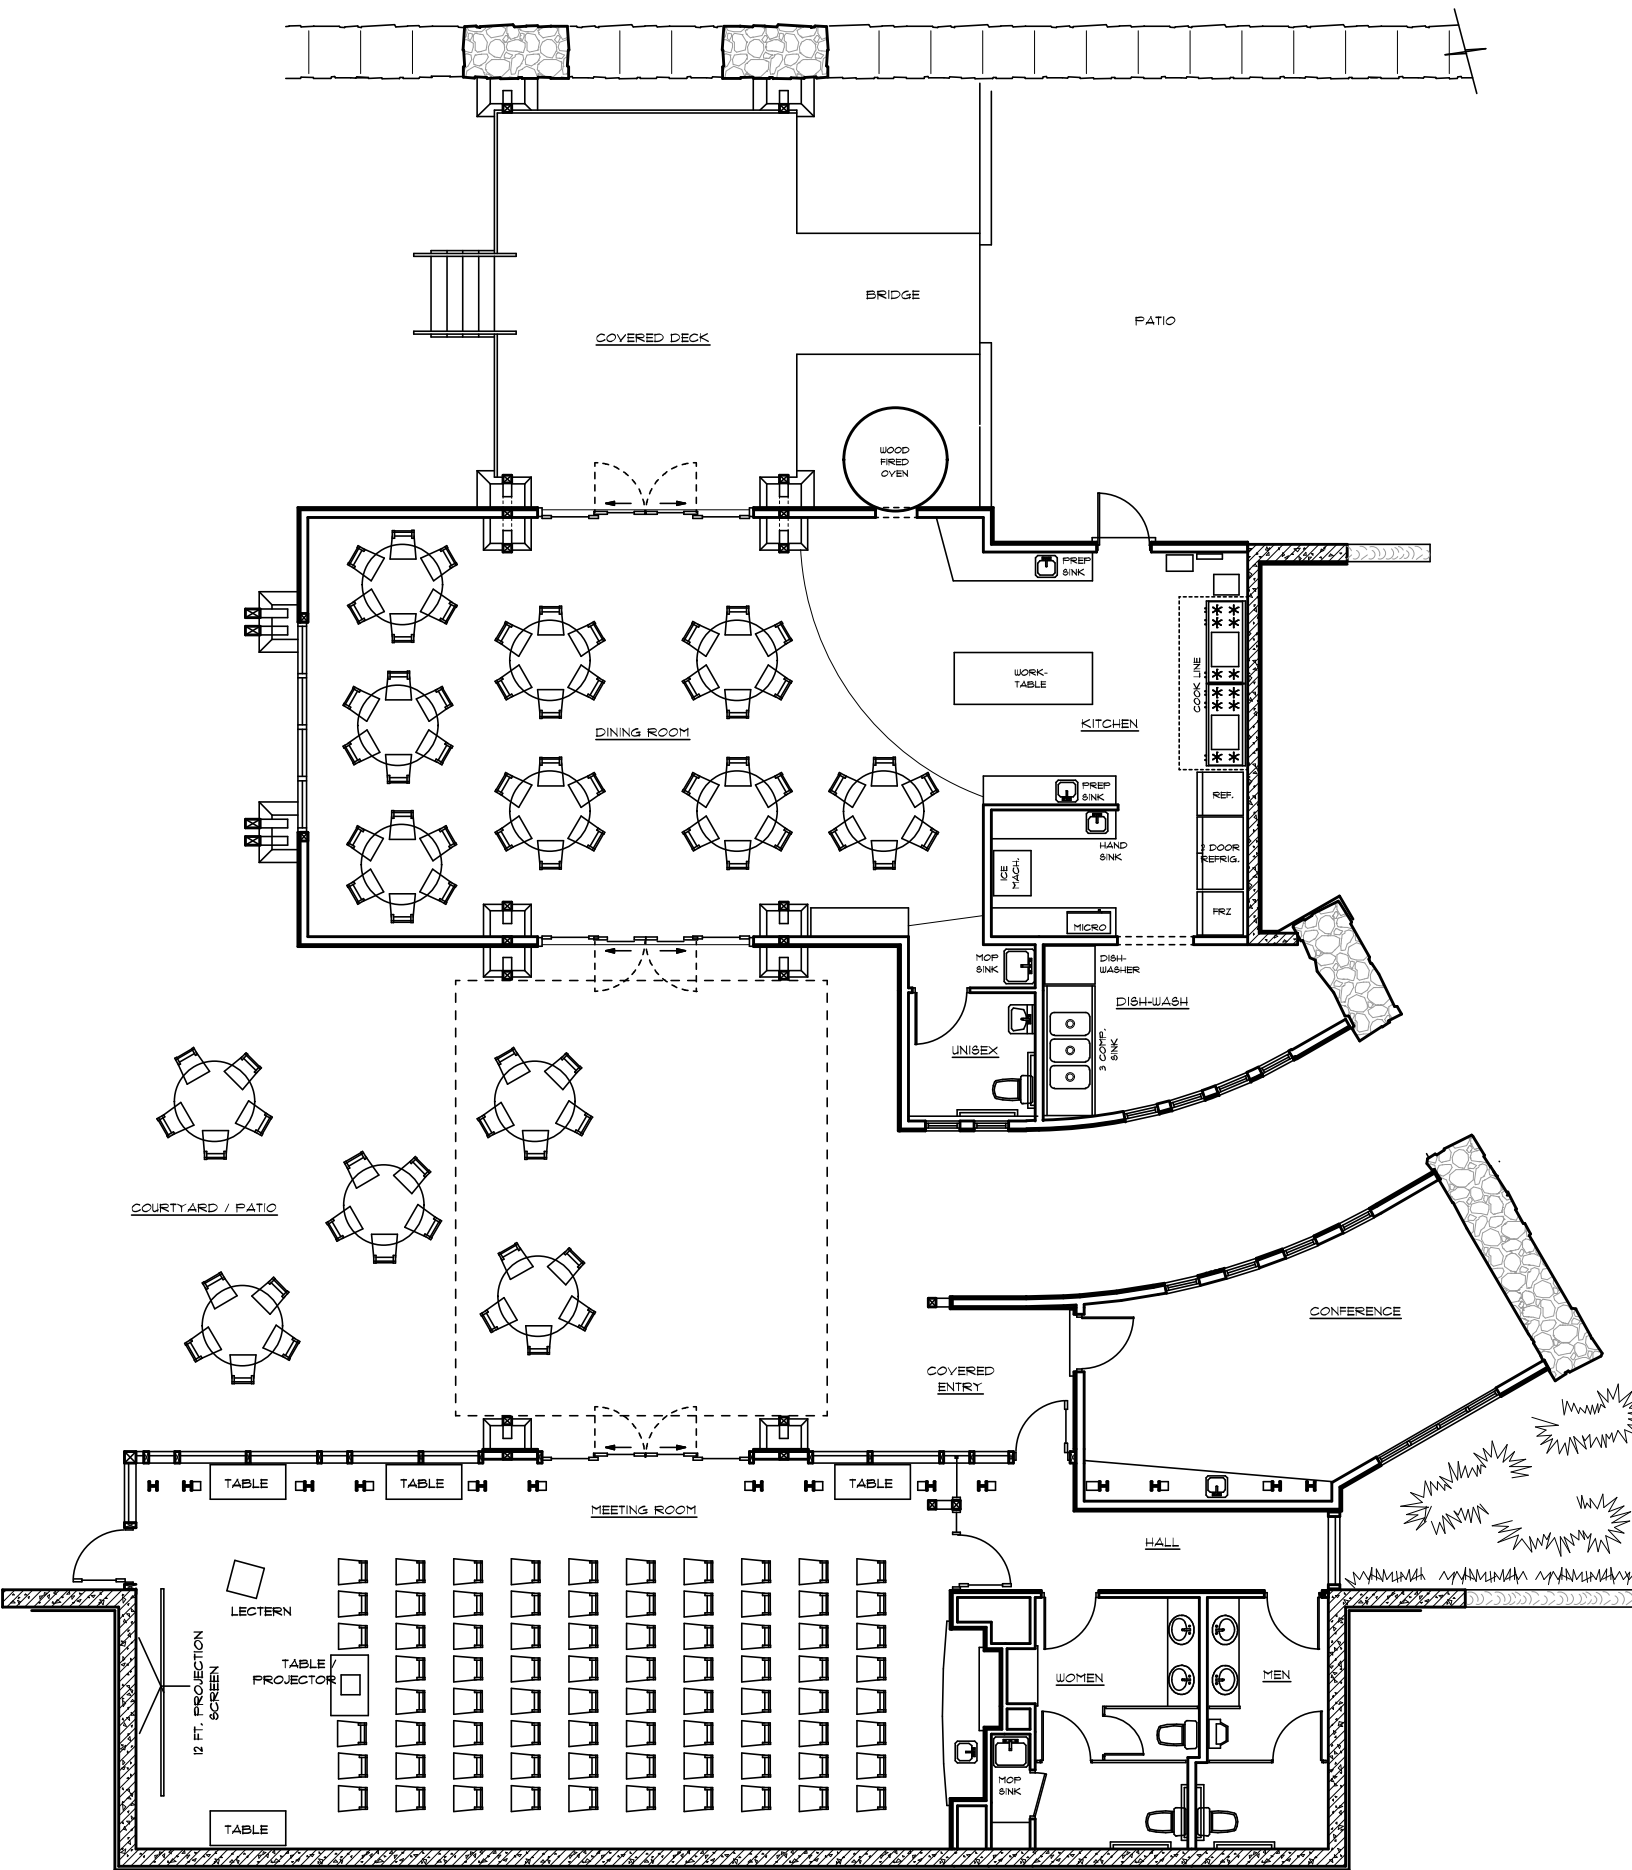 BRIDGE
PATIO
COVERED DECK
WOOD
FIRED
OVEN
PREP
SINK
WORK-
TABLE
COOK LINE
KITCHEN
DINING ROOM
PREP
SINK
REF.
HAND
SINK
2 DOOR
REFRIG.
ICE
MACH.
FRZ
MICRO
MOP
SINK
DISH-
WASHER
DISH-WASH
UNISEX
3 COMP.
SINK
COURTYARD / PATIO
CONFERENCE
COVERED
ENTRY
TABLE
TABLE
TABLE
MEETING ROOM
HALL
LECTERN
12 FT. PROJECTION
SCREEN
TABLE /
PROJECTOR
WOMEN
MEN
MOP
SINK
TABLE